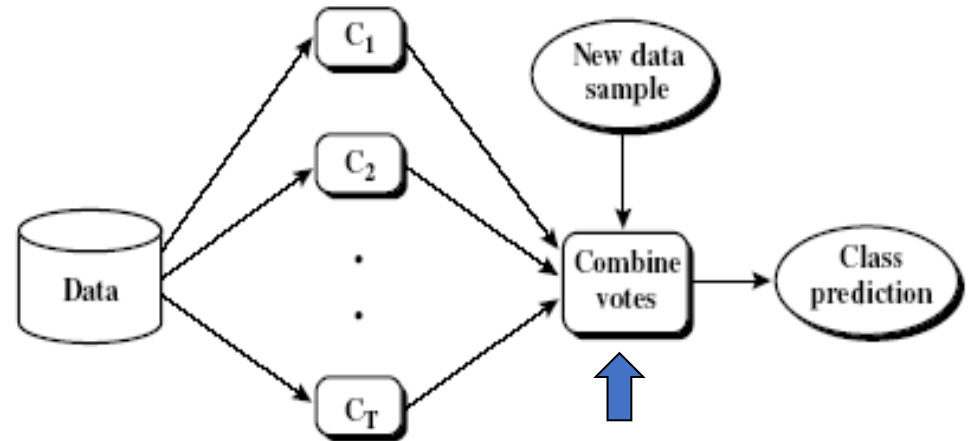 C1
New data
sample
C2
Data
Combine
votes
Class
prediction
CT